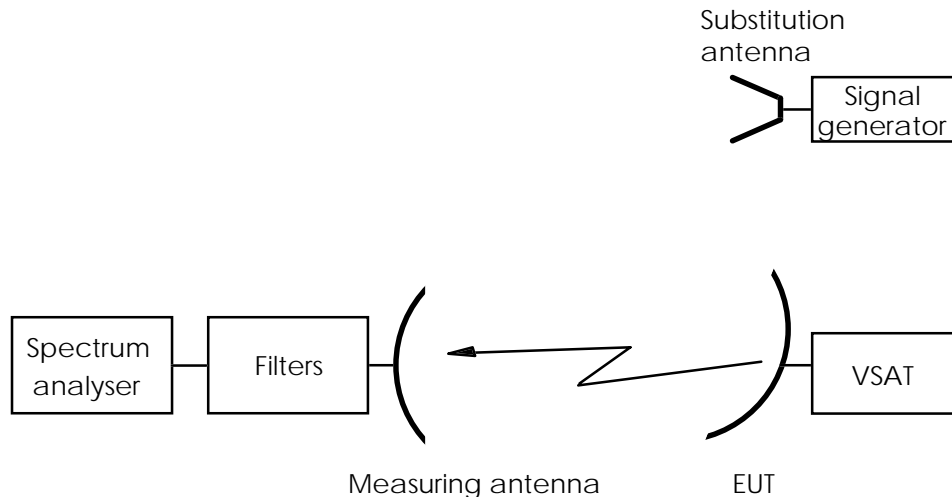 Substitution
antenna
Signal
generator
Spectrum
analyser
Filters
VSAT
Measuring antenna
EUT